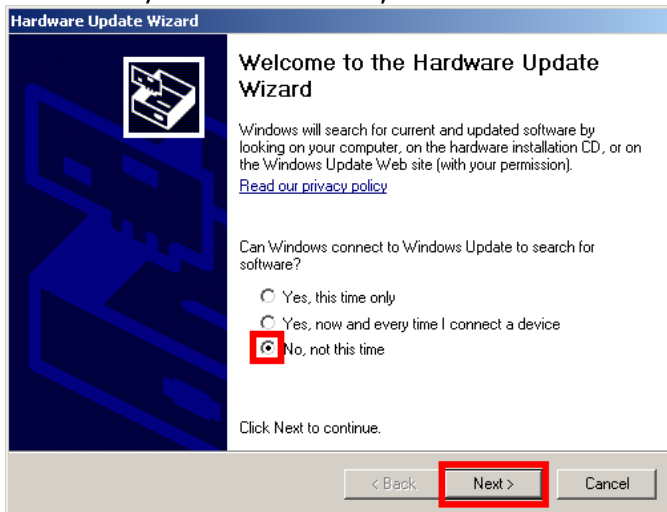 Hardware Update Wizard
Welcome to the Hardware Update
Wizard
Windows will search for current and updated software by
looking on your computer, on the hardware installation CD, or on
the Windows Update Web site (with your permission).
Read our privacy policy
Can Windows connect to Windows Update to search for
software?
Yes, this time only
Yes, now and every time I connect a device
No, not this time
Click Next to continue.
< Back
Next >
Cancel